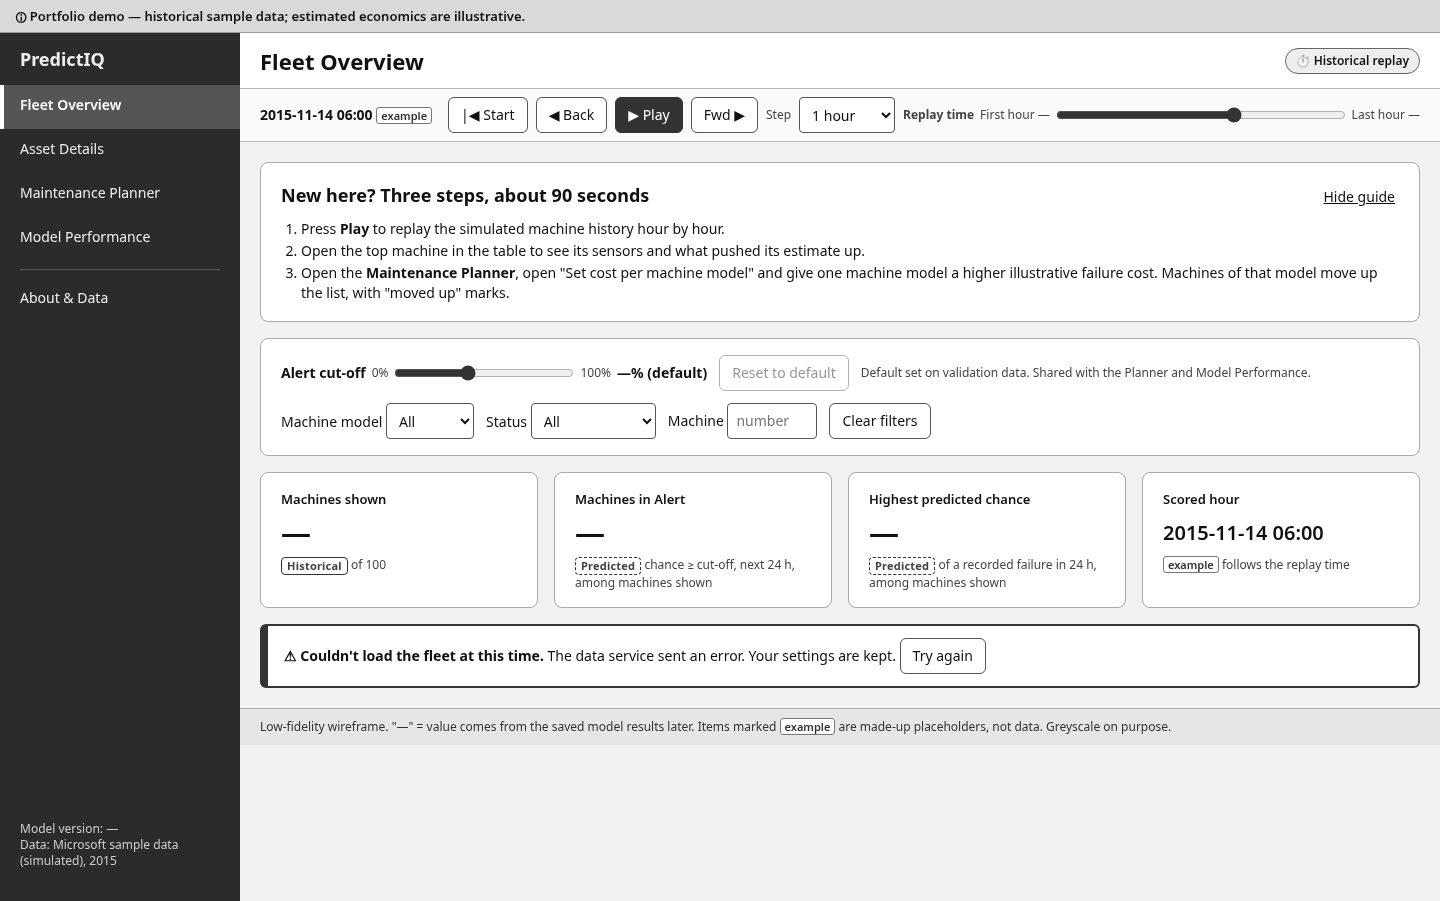 ⓘ Portfolio demo — historical sample data; estimated economics are illustrative.
PredictIQ
Fleet Overview
Asset Details
Maintenance Planner
Model Performance
About & Data
Model version: —
Data: Microsoft sample data
(simulated), 2015
Fleet Overview
⏱ Historical replay
2015-11-14 06:00 example |◀ Start ◀ Back ▶ Play Fwd ▶ Step 1 hour Replay time First hour — Last hour —
New here? Three steps, about 90 seconds
Hide guide
1. Press Play to replay the simulated machine history hour by hour.
2. Open the top machine in the table to see its sensors and what pushed its estimate up.
3. Open the Maintenance Planner, open "Set cost per machine model" and give one machine model a higher illustrative failure cost. Machines of that model move up
the list, with "moved up" marks.
Alert cut-off 0% 100% —% (default) Reset to default Default set on validation data. Shared with the Planner and Model Performance.
Machine model All Status All Machine number Clear filters
Machines shown
—
Historical of 100
Machines in Alert
—
Predicted chance ≥ cut-off, next 24 h,
among machines shown
Highest predicted chance
—
Predicted of a recorded failure in 24 h,
among machines shown
Scored hour
2015-11-14 06:00
example follows the replay time
⚠ Couldn't load the fleet at this time. The data service sent an error. Your settings are kept. Try again
Low-fidelity wireframe. "—" = value comes from the saved model results later. Items marked example are made-up placeholders, not data. Greyscale on purpose.